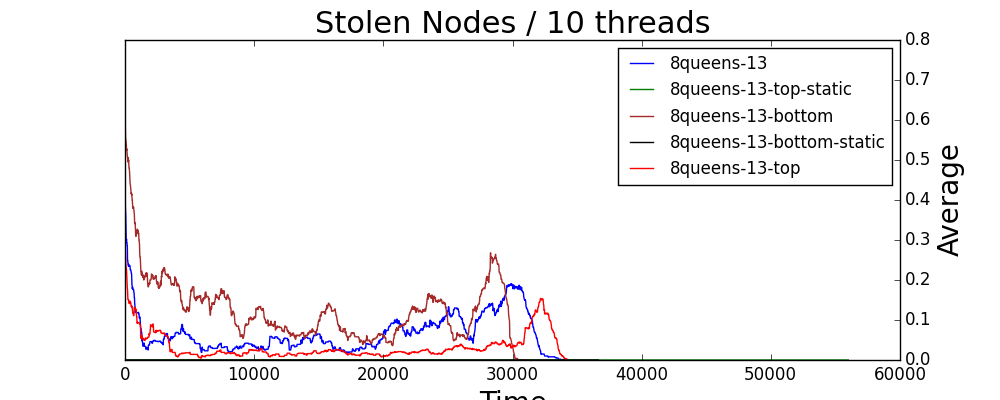 Stolen Nodes / 10 threads
8queens-13
8queens-13-top-static
8queens-13-bottom
8queens-13-bottom-static
8queens-13-top
0.8
0.7
0.6
0.5
0.4
0.3
0.2
0.1
0.0
Average
0 10000 20000 30000 40000 50000 60000
Time